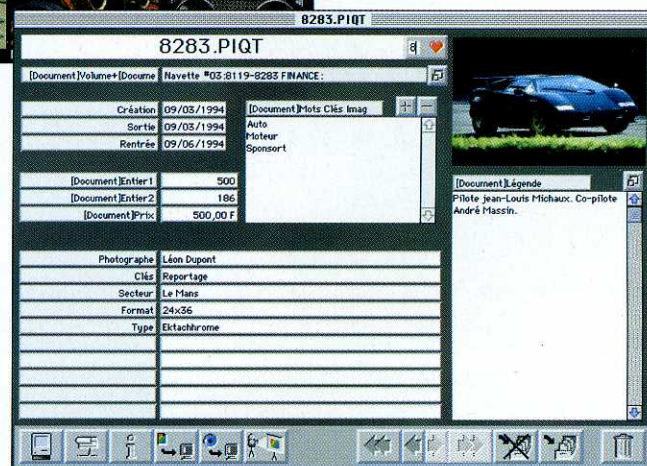 8283.PIQT
8283.PIQT
8
[Document]Volume+[Docume Navette #03:8119-8283 FINANCE:
Création 09/03/1994
Sortie 09/03/1994
Rentrée 09/06/1994
[Document]Mots Clés Imag
+ -
Auto
Moteur
Sponsort
[Document]Entier1 500
[Document]Entier2 186
[Document]Prix 500,00 F
[Document]Légende
Pilote jean-Louis Michaux. Co-pilote
André Massin.
Photographe Léon Dupont
Clés Reportage
Secteur Le Mans
Format 24x36
Type Ektachhrome